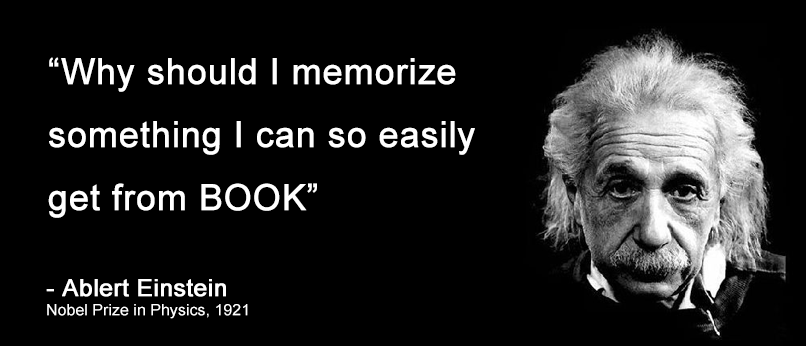 “Why should I memorize
something I can so easily
get from BOOK”
- Ablert Einstein
Nobel Prize in Physics, 1921